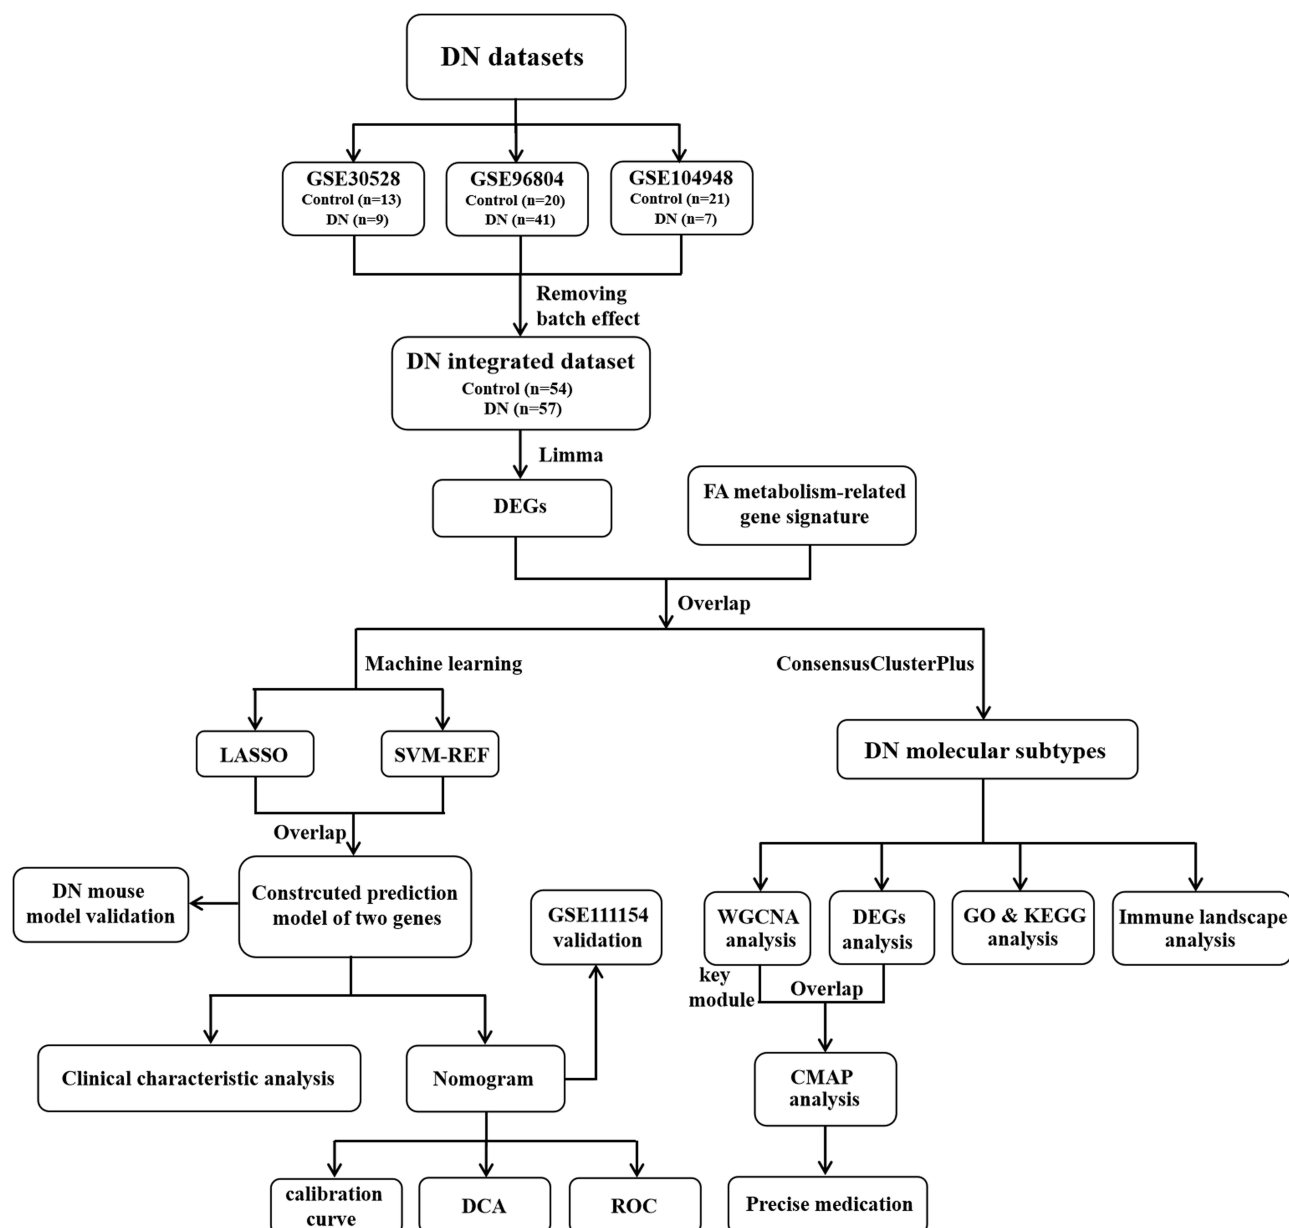 DN datasets
GSE30528
Control (n=13)
DN (n=9)
GSE96804
Control (n=20)
DN (n=41)
GSE104948
Control (n=21)
DN (n=7)
Removing
batch effect
DN integrated dataset
Control (n=54)
DN (n=57)
Limma
DEGs
FA metabolism-related
gene signature
Overlap
Machine learning
ConsensusClusterPlus
LASSO
SVM-REF
DN molecular subtypes
Overlap
DN mouse
model validation
Constrcuted prediction
model of two genes
GSE111154
validation
WGCNA
analysis
DEGs
analysis
GO & KEGG
analysis
Immune landscape
analysis
key
module
Overlap
Clinical characteristic analysis
Nomogram
CMAP
analysis
calibration
curve
DCA
ROC
Precise medication